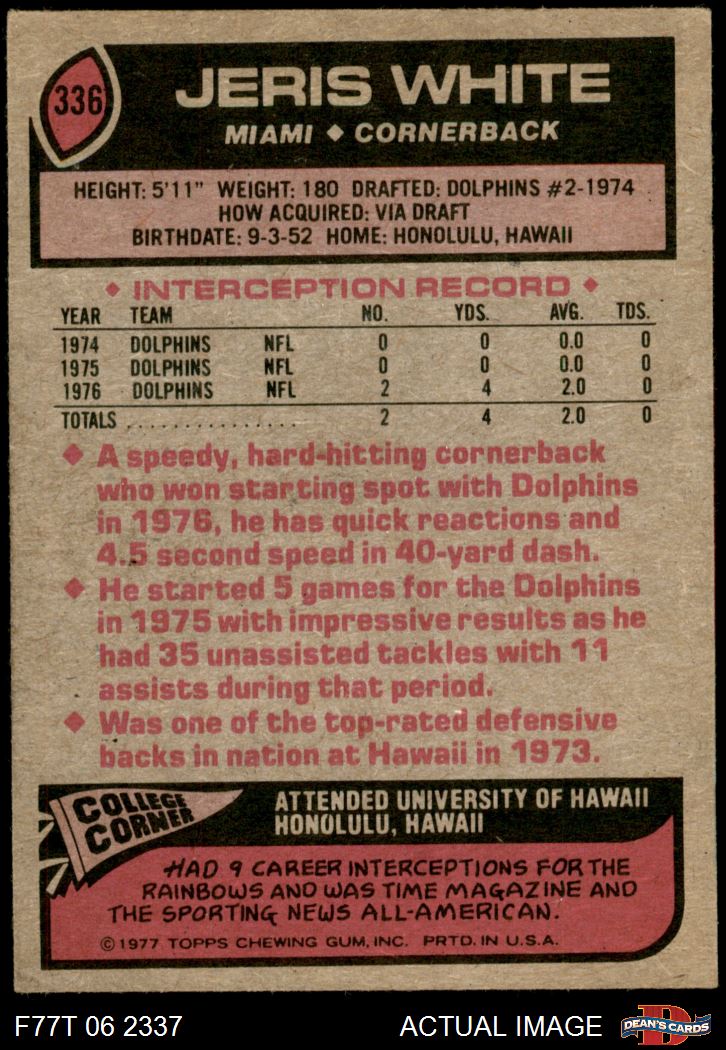 336
JERIS WHITE
MIAMI ♦ CORNERBACK
HEIGHT: 5'11" WEIGHT: 180 DRAFTED: DOLPHINS #2-1974
HOW ACQUIRED: VIA DRAFT
BIRTHDATE: 9-3-52 HOME: HONOLULU, HAWAII
♦ INTERCEPTION RECORD ♦
YEAR TEAM NO. YDS. AVG. TDS.
1974 DOLPHINS NFL 0 0 0.0 0
1975 DOLPHINS NFL 0 0 0.0 0
1976 DOLPHINS NFL 2 4 2.0 0
TOTALS ................ 2 4 2.0 0
♦ A speedy, hard-hitting cornerback
who won starting spot with Dolphins
in 1976, he has quick reactions and
4.5 second speed in 40-yard dash.
♦ He started 5 games for the Dolphins
in 1975 with impressive results as he
had 35 unassisted tackles with 11
assists during that period.
♦ Was one of the top-rated defensive
backs in nation at Hawaii in 1973.
COLLEGE
CORNER
ATTENDED UNIVERSITY OF HAWAII
HONOLULU, HAWAII
HAD 9 CAREER INTERCEPTIONS FOR THE
RAINBOWS AND WAS TIME MAGAZINE AND
THE SPORTING NEWS ALL-AMERICAN.
©1977 TOPPS CHEWING GUM, INC. PRTD. IN U.S.A.
F77T 06 2337 ACTUAL IMAGE
D
DEAN'S CARDS